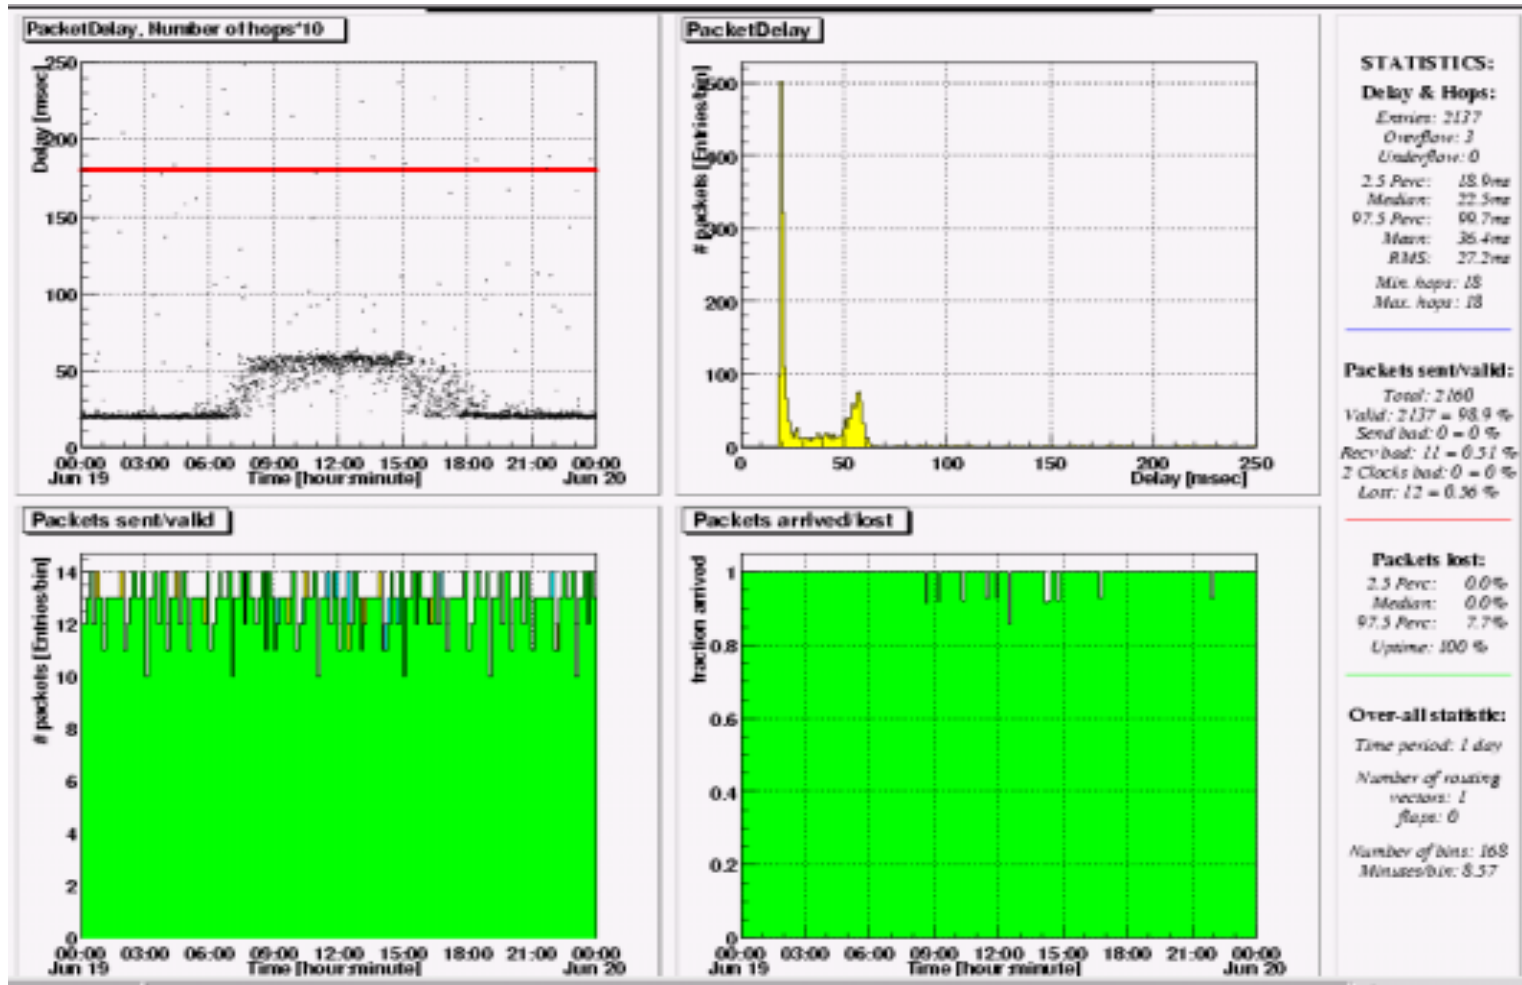 PacketDelay, Number of hops*10
Delay [msec]
250
200
150
100
50
0
00:00 03:00 06:00 09:00 12:00 15:00 18:00 21:00 00:00
Jun 19 Time [hour:minute] Jun 20
PacketDelay
# packets [Entries/bin]
500
400
300
200
100
0
0 50 100 150 200 250
Delay [msec]
Packets sent/valid
# packets [Entries/bin]
14
12
10
8
6
4
2
0
00:00 03:00 06:00 09:00 12:00 15:00 18:00 21:00 00:00
Jun 19 Time [hour:minute] Jun 20
Packets arrived/lost
fraction arrived
1
0.8
0.6
0.4
0.2
0
00:00 03:00 06:00 09:00 12:00 15:00 18:00 21:00 00:00
Jun 19 Time [hour:minute] Jun 20
STATISTICS:
Delay & Hops:
Entries: 2137
Overflow: 3
Underflow: 0
2.5 Perc: 18.9ms
Median: 22.5ms
97.5 Perc: 99.7ms
Mean: 36.4ms
RMS: 27.2ms
Min. hops: 18
Max. hops: 18
Packets sent/valid:
Total: 2160
Valid: 2137 = 98.9 %
Send bad: 0 = 0 %
Recv bad: 11 = 0.51 %
2 Clocks bad: 0 = 0 %
Lost: 12 = 0.56 %
Packets lost:
2.5 Perc: 0.0%
Median: 0.0%
97.5 Perc: 7.7%
Uptime: 100 %
Over-all statistic:
Time period: 1 day
Number of routing
vectors: 1
flaps: 0
Number of bins: 168
Minutes/bin: 8.57